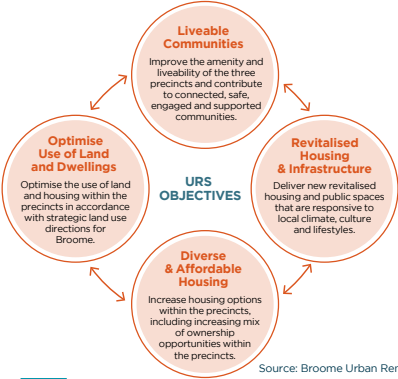 Liveable
Communities
Improve the amenity and
liveability of the three
precincts and contribute
to connected, safe,
engaged and supported
communities.
Optimise
Use of Land
and Dwellings
Optimise the use of land
and housing within the
precincts in accordance
with strategic land use
directions for
Broome.
URS
OBJECTIVES
Revitalised
Housing
& Infrastructure
Deliver new revitalised
housing and public spaces
that are responsive to
local climate, culture
and lifestyles.
Diverse
& Affordable
Housing
Increase housing options
within the precincts,
including increasing mix
of ownership
opportunities within
the precincts.
Source: Broome Urban